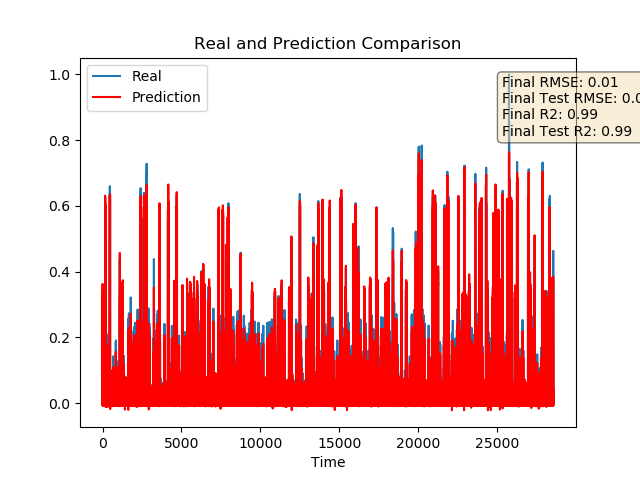 Real and Prediction Comparison
Real
Prediction
Final RMSE: 0.01
Final Test RMSE: 0.0
Final R2: 0.99
Final Test R2: 0.99
1.0
0.8
0.6
0.4
0.2
0.0
0 5000 10000 15000 20000 25000
Time